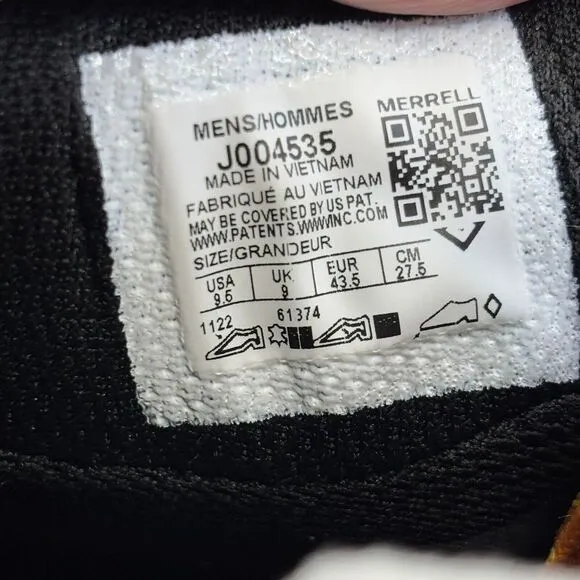 MENS/HOMMES
MERRELL
J004535
MADE IN VIETNAM
FABRIQUÉ AU VIETNAM
MAY BE COVERED BY US PAT.
WWW.PATENTS.WWWINC.COM
SIZE/GRANDEUR
USA UK EUR CM
9.5 9 43.5 27.5
1122 61374